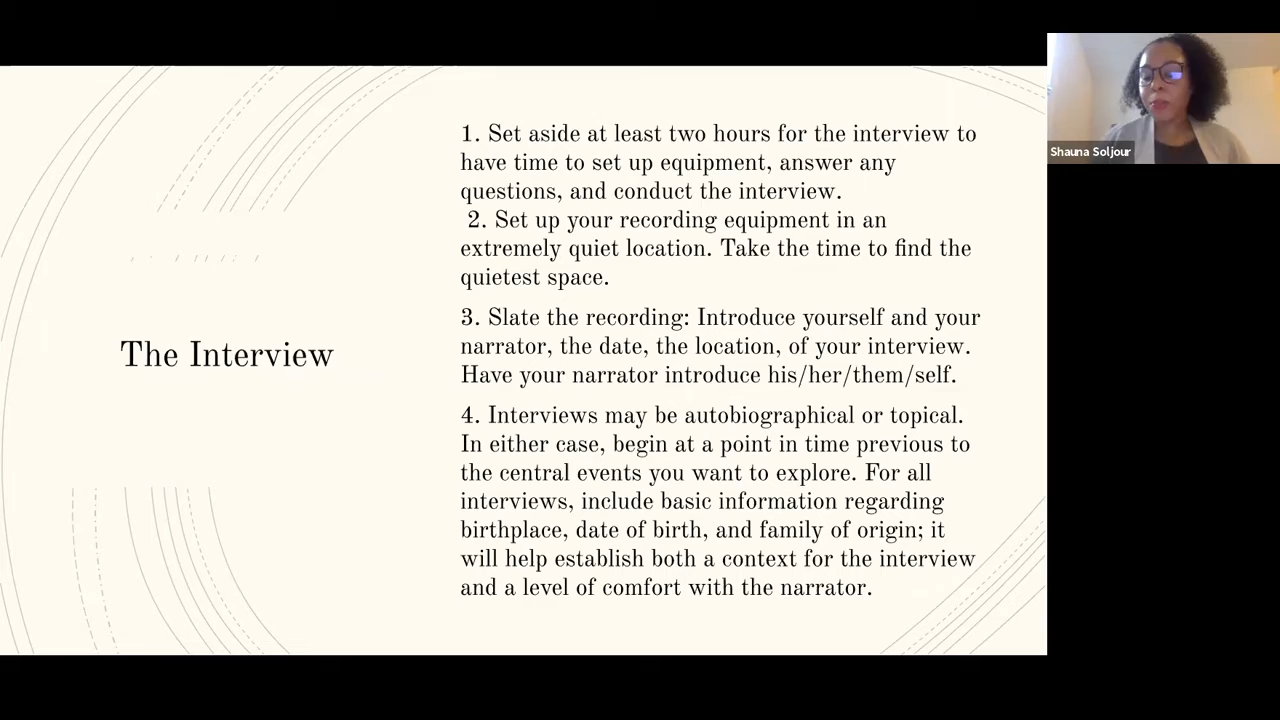 1. Set aside at least two hours for the interview to
have time to set up equipment, answer any
questions, and conduct the interview.
2. Set up your recording equipment in an
extremely quiet location. Take the time to find the
quietest space.
3. Slate the recording: Introduce yourself and your
narrator, the date, the location, of your interview.
Have your narrator introduce his/her/them/self.
The Interview
4. Interviews may be autobiographical or topical.
In either case, begin at a point in time previous to
the central events you want to explore. For all
interviews, include basic information regarding
birthplace, date of birth, and family of origin; it
will help establish both a context for the interview
and a level of comfort with the narrator.
Shauna Soljour